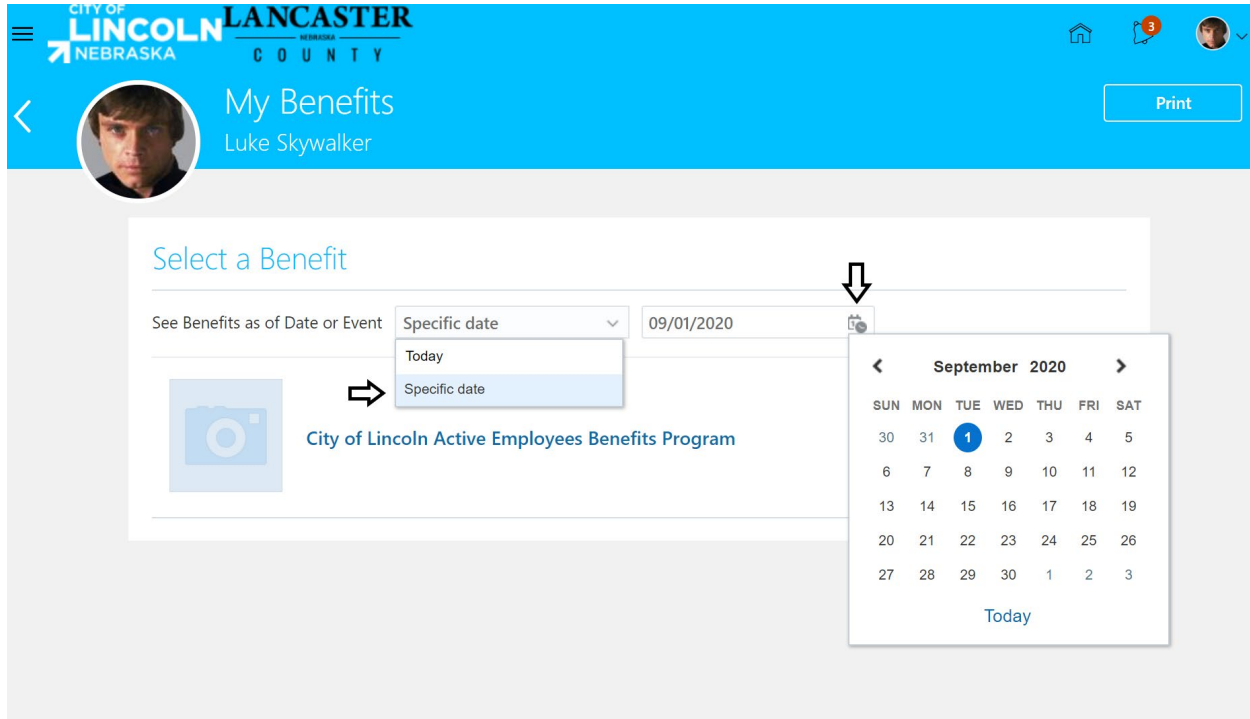 CITY OF
LINCOLN
NEBRASKA
LANCASTER
NEBRASKA
COUNTY
3
My Benefits
Luke Skywalker
Print
Select a Benefit
See Benefits as of Date or Event Specific date 09/01/2020
Today
Specific date
City of Lincoln Active Employees Benefits Program
September 2020
SUN MON TUE WED THU FRI SAT
30 31 1 2 3 4 5
6 7 8 9 10 11 12
13 14 15 16 17 18 19
20 21 22 23 24 25 26
27 28 29 30 1 2 3
Today